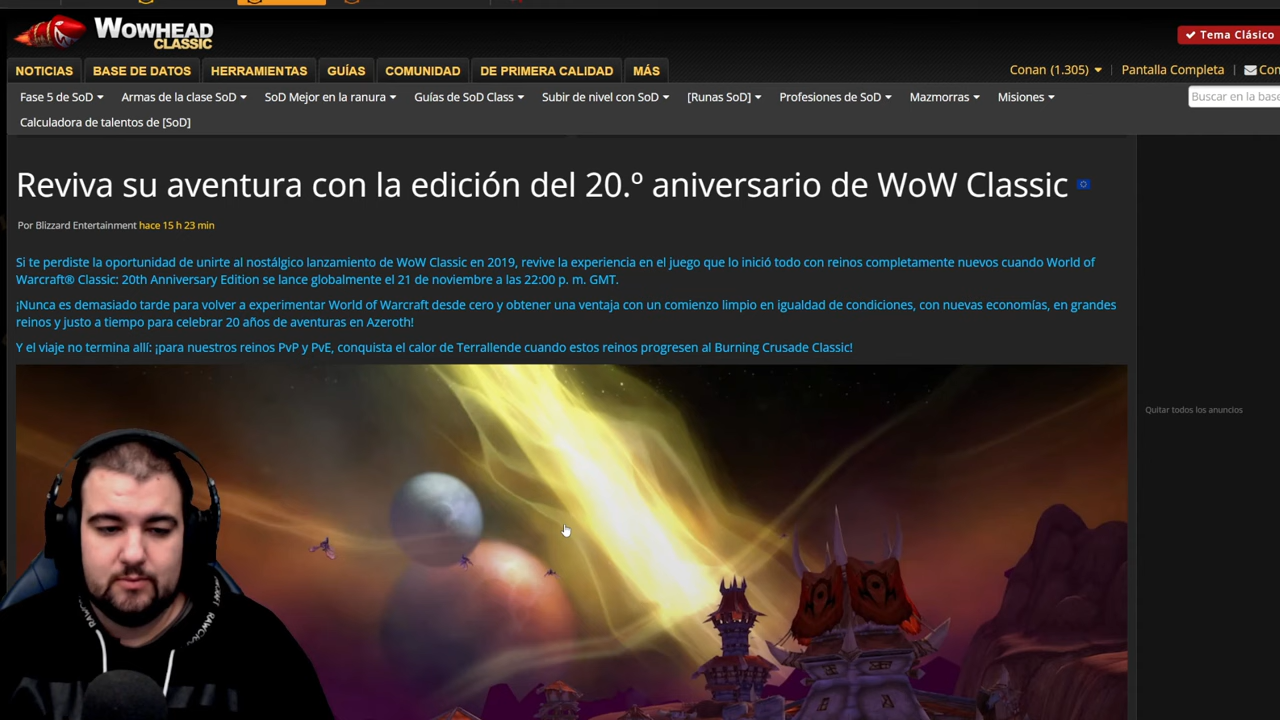 WOWHEAD
CLASSIC
Tema Clásico
NOTICIAS BASE DE DATOS HERRAMIENTAS GUÍAS COMUNIDAD DE PRIMERA CALIDAD MÁS
Conan (1.305) Pantalla Completa
Fase 5 de SoD Armas de la clase SoD SoD Mejor en la ranura Guías de SoD Class Subir de nivel con SoD [Runas SoD] Profesiones de SoD Mazmorras Misiones
Buscar en la base
Calculadora de talentos de [SoD]
Reviva su aventura con la edición del 20.º aniversario de WoW Classic
Por Blizzard Entertainment hace 15 h 23 min
Si te perdiste la oportunidad de unirte al nostálgico lanzamiento de WoW Classic en 2019, revive la experiencia en el juego que lo inició todo con reinos completamente nuevos cuando World of
Warcraft® Classic: 20th Anniversary Edition se lance globalmente el 21 de noviembre a las 22:00 p. m. GMT.
¡Nunca es demasiado tarde para volver a experimentar World of Warcraft desde cero y obtener una ventaja con un comienzo limpio en igualdad de condiciones, con nuevas economías, en grandes
reinos y justo a tiempo para celebrar 20 años de aventuras en Azeroth!
Y el viaje no termina allí: ¡para nuestros reinos PvP y PvE, conquista el calor de Terrallende cuando estos reinos progresen al Burning Crusade Classic!
Quitar todos los anuncios